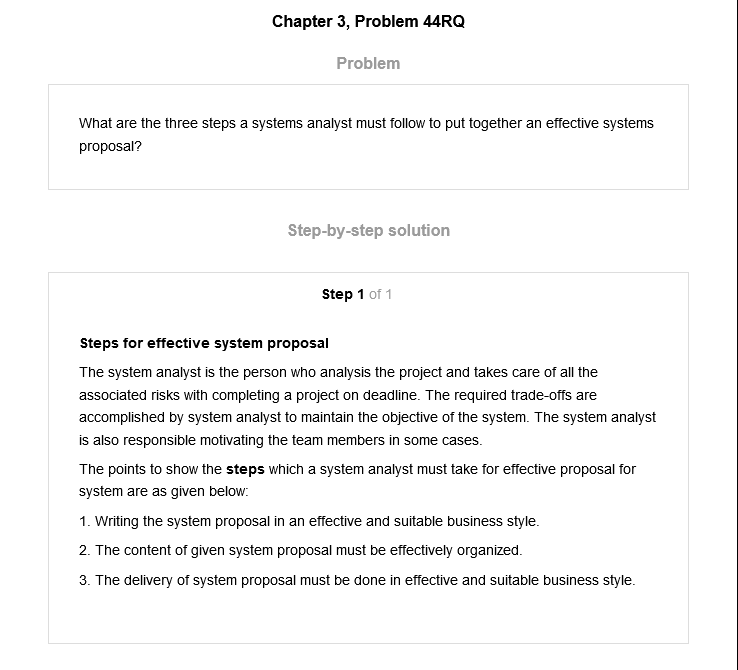 Chapter 3, Problem 44RQ
Problem
What are the three steps a systems analyst must follow to put together an effective systems
proposal?
Step-by-step solution
Step 1 of 1
Steps for effective system proposal
The system analyst is the person who analysis the project and takes care of all the
associated risks with completing a project on deadline. The required trade-offs are
accomplished by system analyst to maintain the objective of the system. The system analyst
is also responsible motivating the team members in some cases.
The points to show the steps which a system analyst must take for effective proposal for
system are as given below:
1. Writing the system proposal in an effective and suitable business style.
2. The content of given system proposal must be effectively organized.
3. The delivery of system proposal must be done in effective and suitable business style.